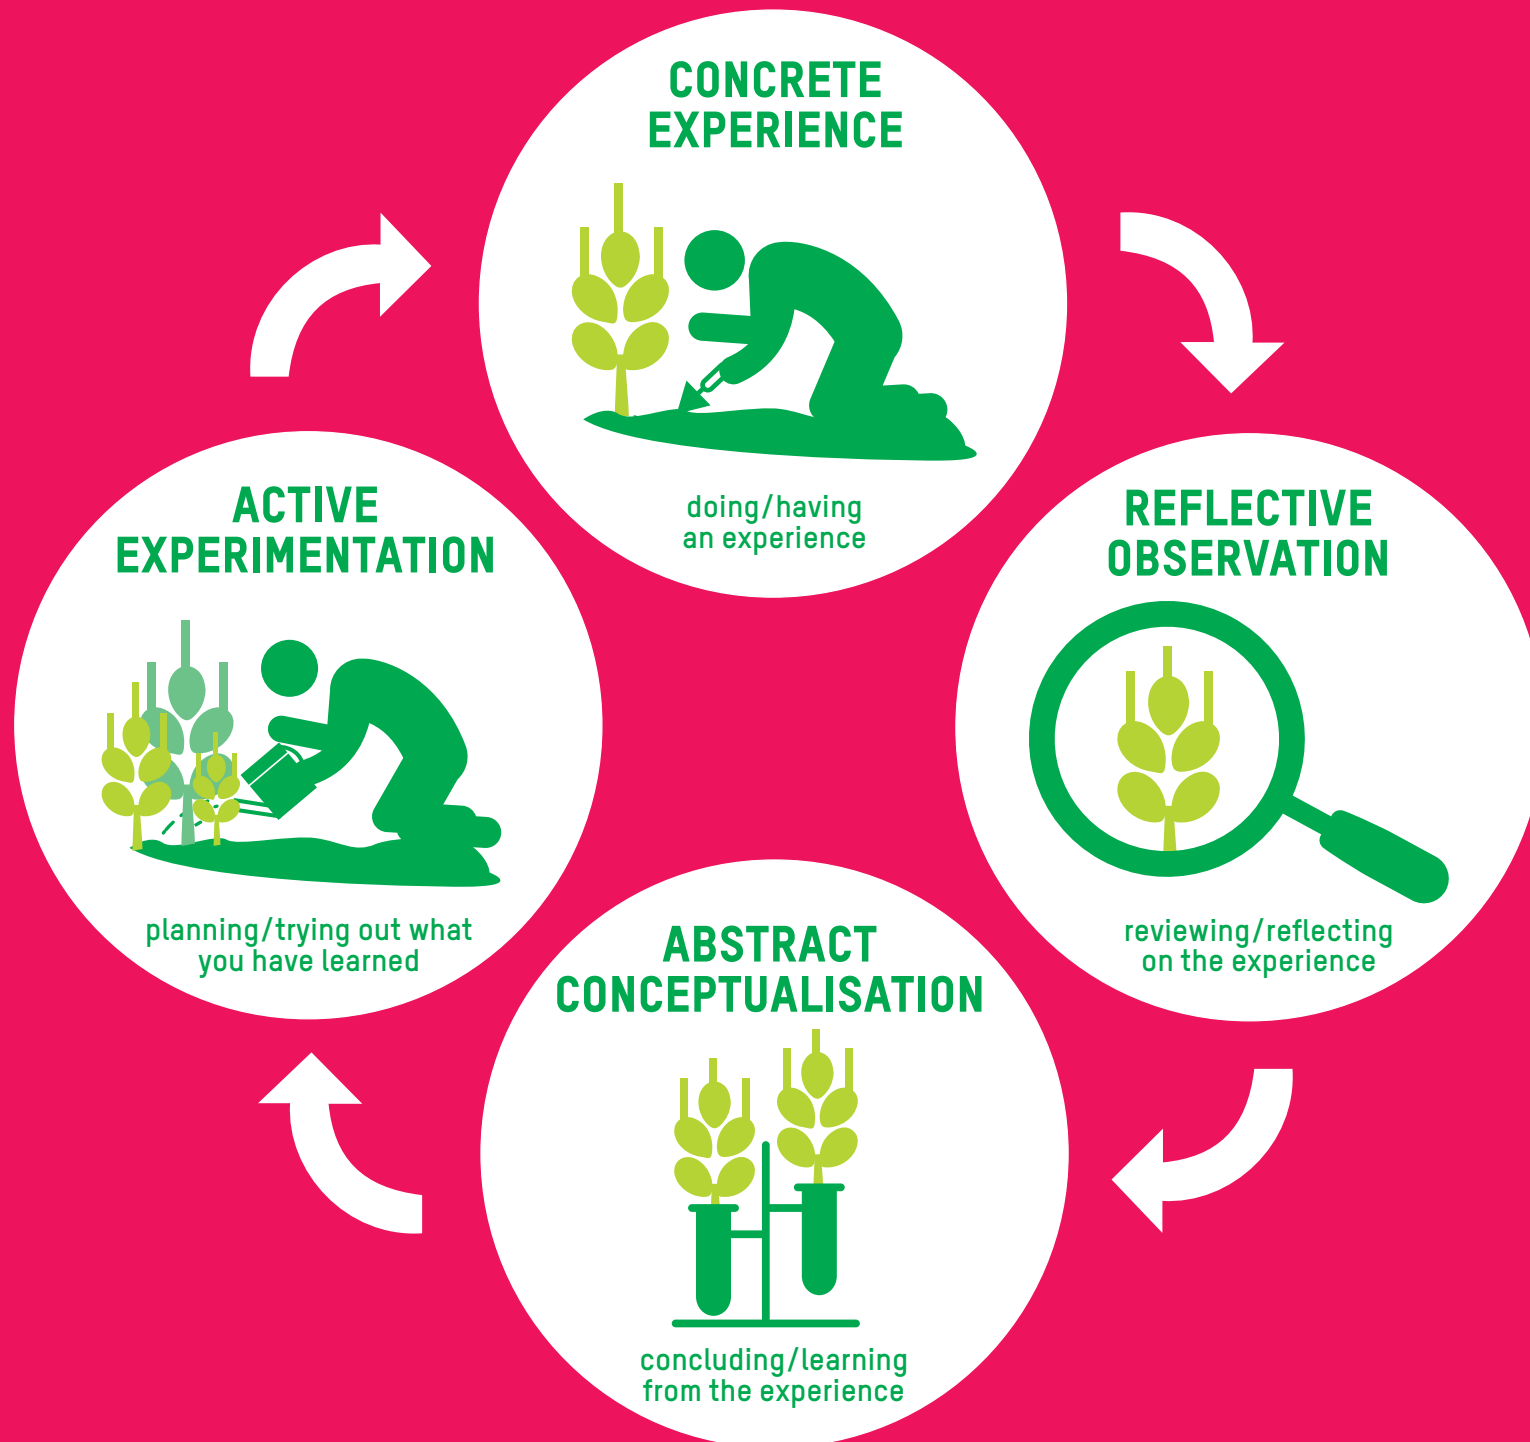 CONCRETE
EXPERIENCE
doing/having
an experience
REFLECTIVE
OBSERVATION
reviewing/reflecting
on the experience
ABSTRACT
CONCEPTUALISATION
concluding/learning
from the experience
ACTIVE
EXPERIMENTATION
planning/trying out what
you have learned